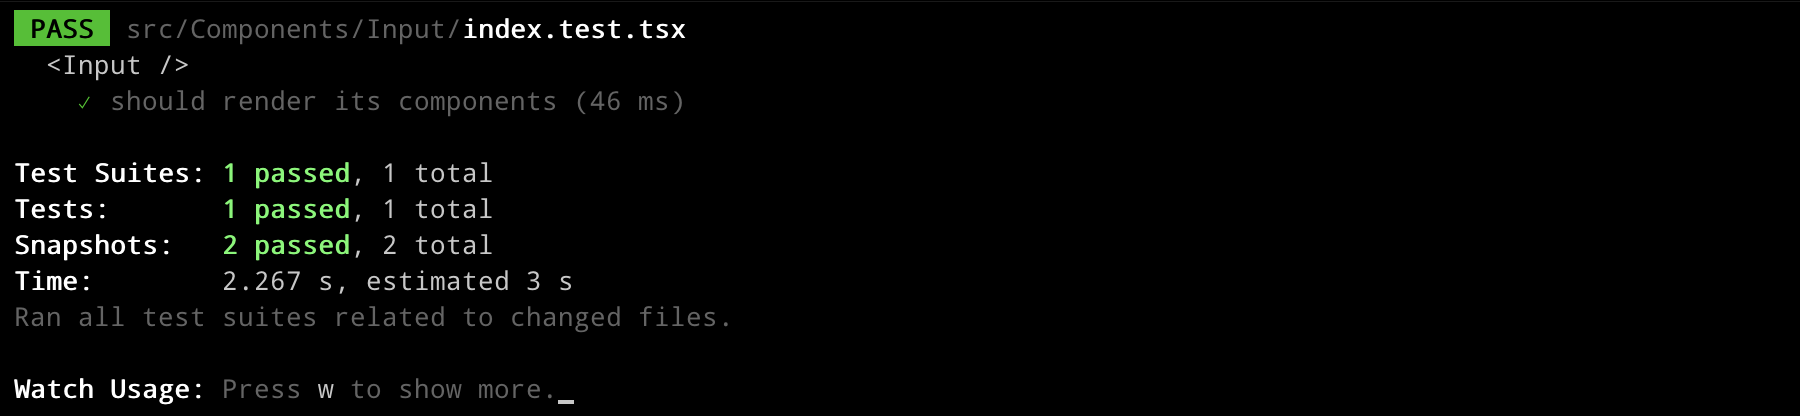 PASS src/Components/Input/index.test.tsx
<Input />
✓ should render its components (46 ms)
Test Suites: 1 passed, 1 total
Tests: 1 passed, 1 total
Snapshots: 2 passed, 2 total
Time: 2.267 s, estimated 3 s
Ran all test suites related to changed files.
Watch Usage: Press w to show more.